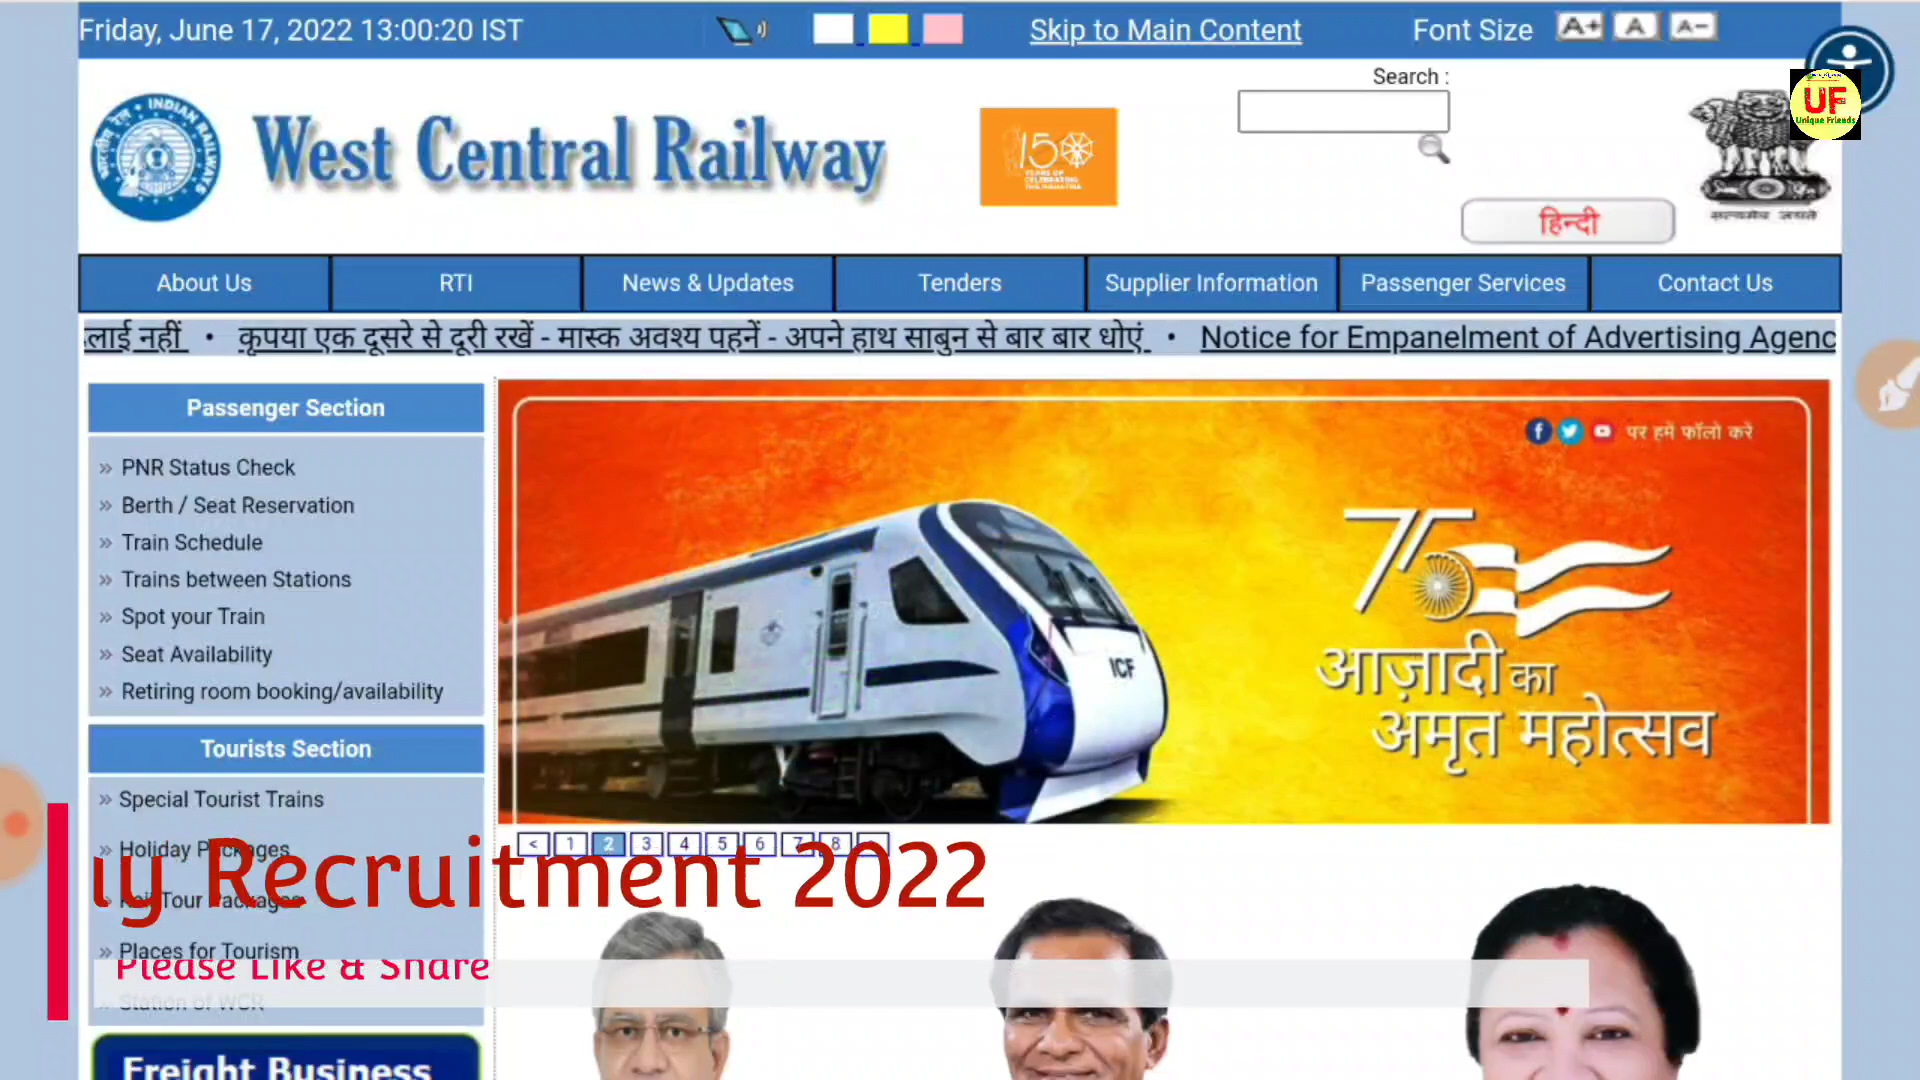 Friday, June 17, 2022 13:00:20 IST
Skip to Main Content
Font Size
A+ A A-
Search :
UF
Unique Friends
INDIAN RAILWAYS
भारतीय रेल
West Central Railway
150
YEARS OF
CELEBRATING
THE MAHATMA
हिन्दी
सत्यमेव जयते
About Us
RTI
News & Updates
Tenders
Supplier Information
Passenger Services
Contact Us
लाई नहीं • कृपया एक दूसरे से दूरी रखें - मास्क अवश्य पहनें - अपने हाथ साबुन से बार बार धोएं • Notice for Empanelment of Advertising Agenc
Passenger Section
» PNR Status Check
» Berth / Seat Reservation
» Train Schedule
» Trains between Stations
» Spot your Train
» Seat Availability
» Retiring room booking/availability
पर हमें फॉलो करे
ICF
75
आज़ादी का
अमृत महोत्सव
Tourists Section
» Special Tourist Trains
» Holiday Packages
» Rail Tour Packages
» Places for Tourism
» Station of WCR
< 1 2 3 4 5 6 7 8
ly Recruitment 2022
Please Like & Share
Freight Business